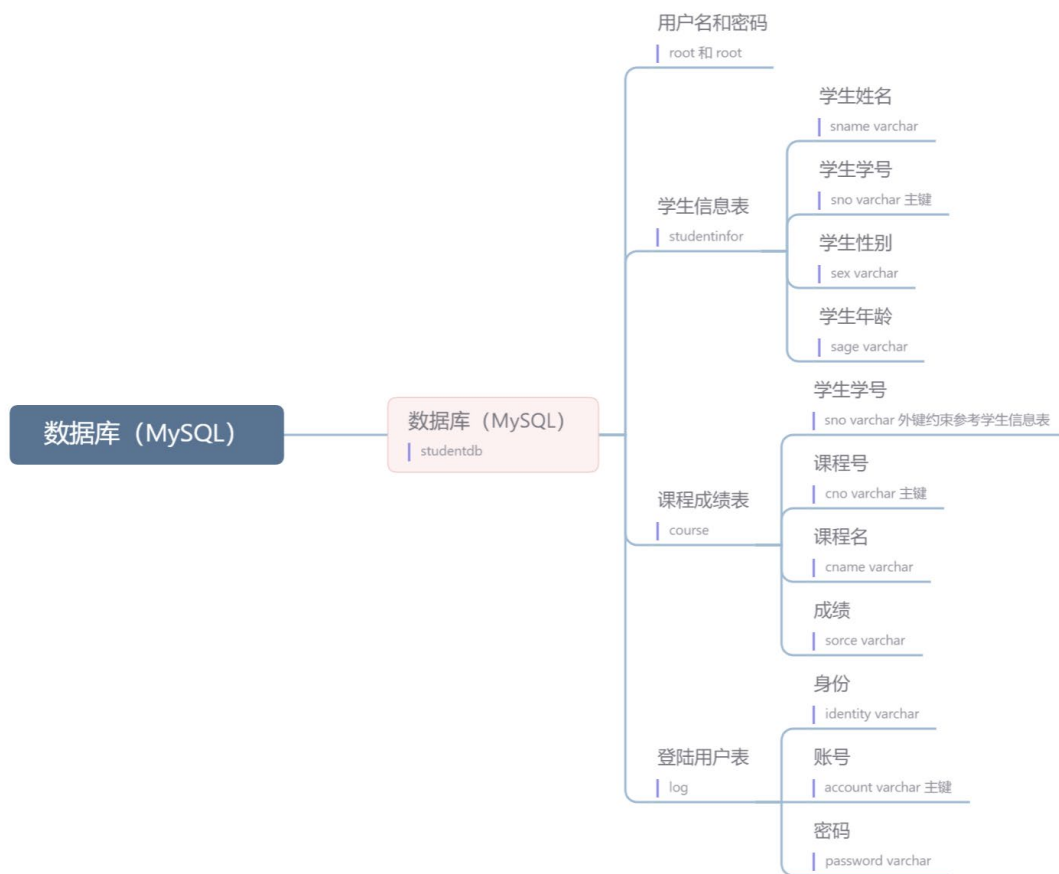 数据库（MySQL）
数据库（MySQL）
studentdb
用户名和密码
root 和 root
学生信息表
studentinfor
学生姓名
sname varchar
学生学号
sno varchar 主键
学生性别
sex varchar
学生年龄
sage varchar
课程成绩表
course
学生学号
sno varchar 外键约束参考学生信息表
课程号
cno varchar 主键
课程名
cname varchar
成绩
sorce varchar
登陆用户表
log
身份
identity varchar
账号
account varchar 主键
密码
password varchar